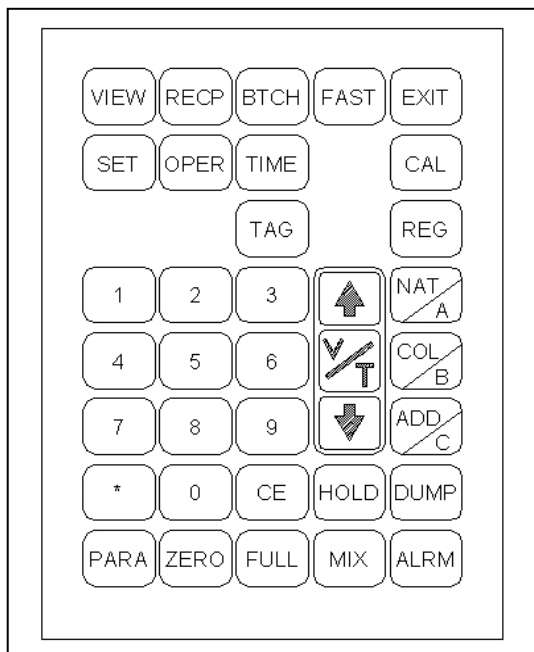 VIEW RECP BTCH FAST EXIT
SET OPER TIME CAL
TAG REG
1 2 3 NAT/A
4 5 6 V/T COL/B
7 8 9 ADD/C
* 0 CE HOLD DUMP
PARA ZERO FULL MIX ALRM